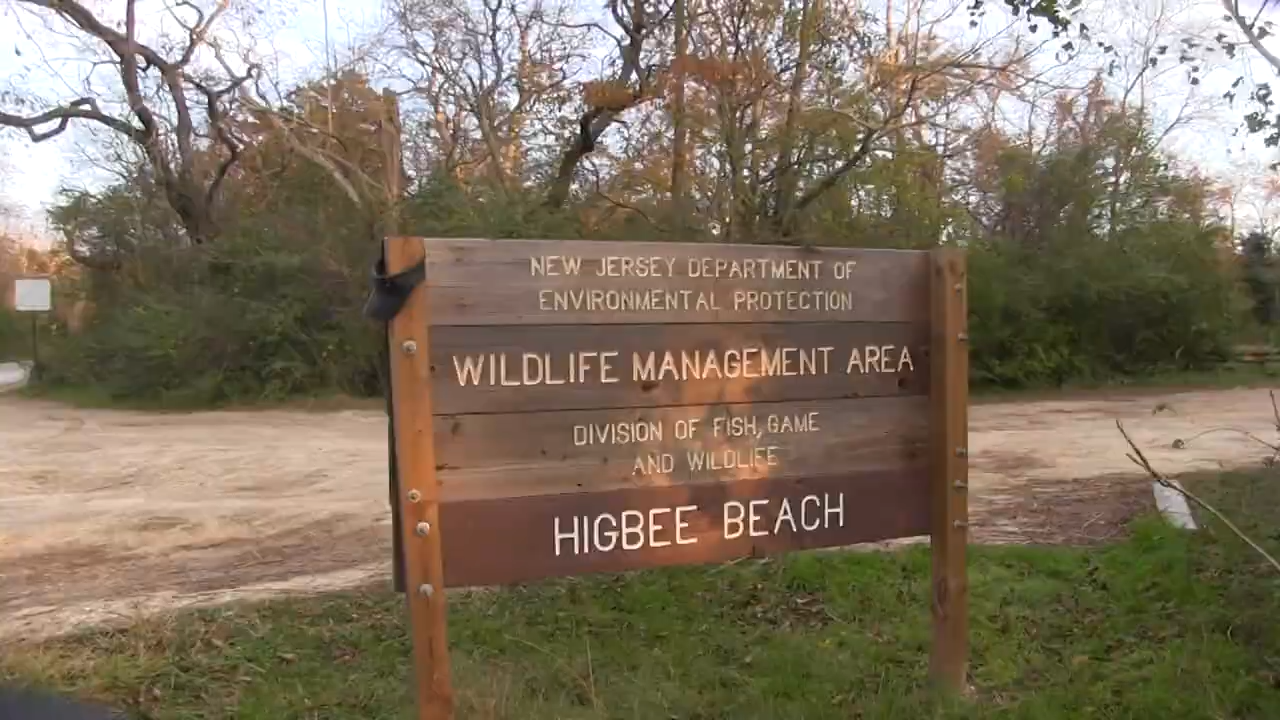 NEW JERSEY DEPARTMENT OF
ENVIRONMENTAL PROTECTION
WILDLIFE MANAGEMENT AREA
DIVISION OF FISH, GAME
AND WILDLIFE
HIGBEE BEACH